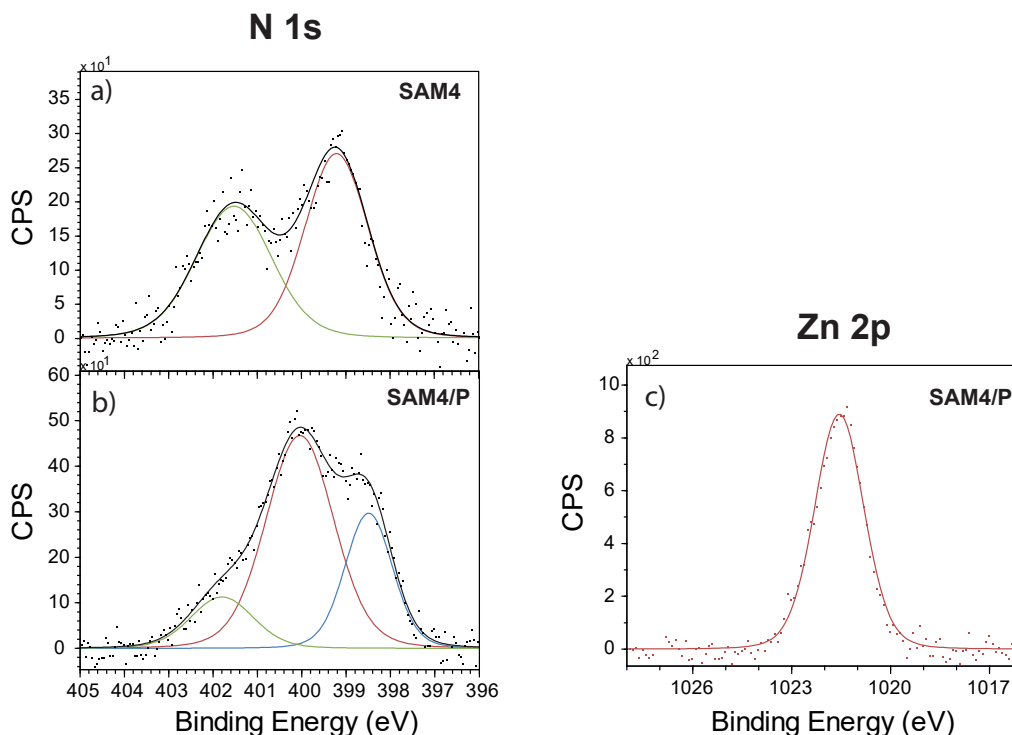 N 1s
x 10¹
a)
SAM4
35
30
25
20
15
10
5
0
CPS
x 10¹
b)
SAM4/P
60
50
40
30
20
10
0
CPS
405 404 403 402 401 400 399 398 397 396
Binding Energy (eV)
Zn 2p
x 10²
c)
SAM4/P
10
8
6
4
2
0
CPS
1026 1023 1020 1017
Binding Energy (eV)